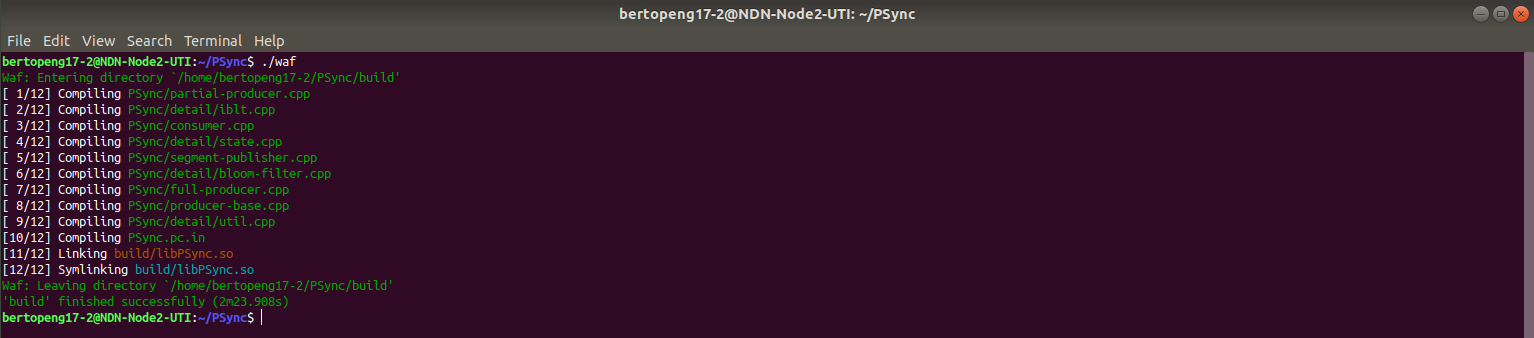 bertopeng17-2@NDN-Node2-UTI: ~/PSync
File Edit View Search Terminal Help
bertopeng17-2@NDN-Node2-UTI:~/PSync$ ./waf
Waf: Entering directory `/home/bertopeng17-2/PSync/build'
[ 1/12] Compiling PSync/partial-producer.cpp
[ 2/12] Compiling PSync/detail/iblt.cpp
[ 3/12] Compiling PSync/consumer.cpp
[ 4/12] Compiling PSync/detail/state.cpp
[ 5/12] Compiling PSync/segment-publisher.cpp
[ 6/12] Compiling PSync/detail/bloom-filter.cpp
[ 7/12] Compiling PSync/full-producer.cpp
[ 8/12] Compiling PSync/producer-base.cpp
[ 9/12] Compiling PSync/detail/util.cpp
[10/12] Compiling PSync.pc.in
[11/12] Linking build/libPSync.so
[12/12] Symlinking build/libPSync.so
Waf: Leaving directory `/home/bertopeng17-2/PSync/build'
'build' finished successfully (2m23.908s)
bertopeng17-2@NDN-Node2-UTI:~/PSync$